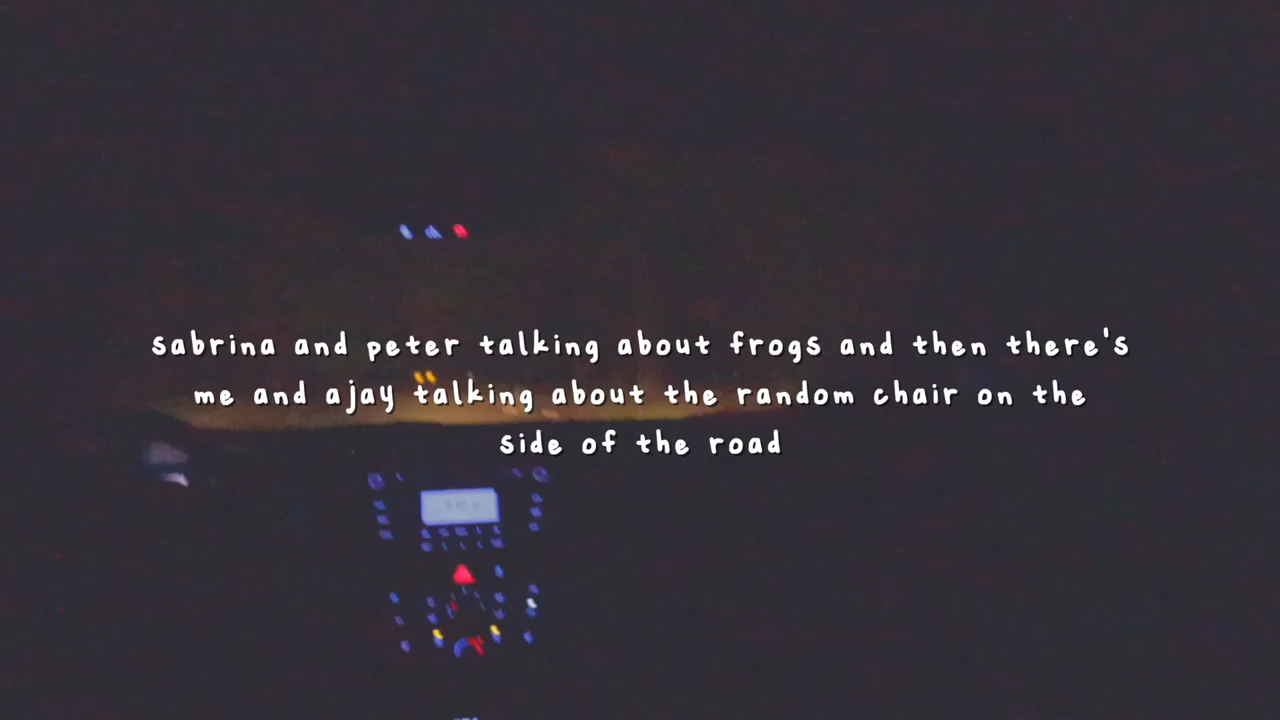 sabrina and peter talking about frogs and then there's
me and ajay talking about the random chair on the
side of the road